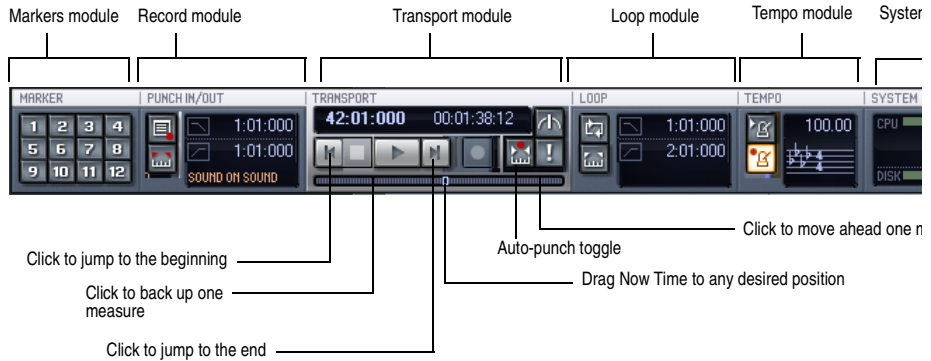 Markers module
Record module
Transport module
Loop module
Tempo module
MARKER
PUNCH IN/OUT
TRANSPORT
LOOP
TEMPO
SYSTEM
1 2 3 4
5 6 7 8
9 10 11 12
1:01:000
1:01:000
SOUND ON SOUND
42:01:000 00:01:38:12
1:01:000
2:01:000
100.00
4
4
CPU
DISK
Click to move ahead one
Auto-punch toggle
Click to jump to the beginning
Drag Now Time to any desired position
Click to back up one
measure
Click to jump to the end